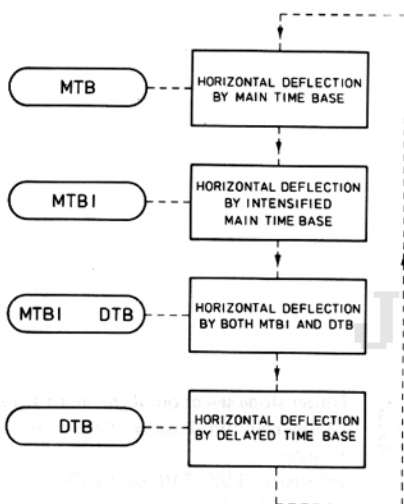 MTB
HORIZONTAL DEFLECTION
BY MAIN TIME BASE
MTBI
HORIZONTAL DEFLECTION
BY INTENSIFIED
MAIN TIME BASE
MTBI DTB
HORIZONTAL DEFLECTION
BY BOTH MTBI AND DTB
DTB
HORIZONTAL DEFLECTION
BY DELAYED TIME BASE